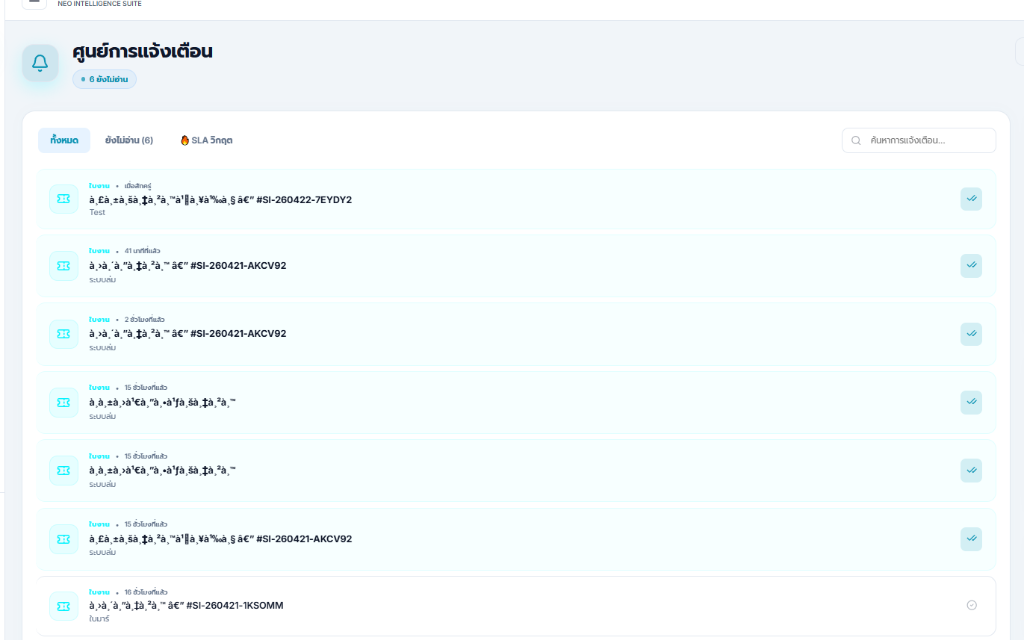 NEO INTELLIGENCE SUITE
ศูนย์การแจ้งเตือน
6 ยังไม่อ่าน
ทั้งหมด
ยังไม่อ่าน (6)
🔥 SLA วิกฤต
ค้นหาการแจ้งเตือน...
ใบงาน • เมื่อสักครู่
à¸£à¸±à¸šà¸‡à¸²à¸™à¹à¸¥à¹‰à¸§ â€” #SI-260422-7EYDY2
Test
ใบงาน • 41 นาทีที่แล้ว
à¸›à¸´à¸”à¸‡à¸²à¸™ â€” #SI-260421-AKCV92
ระบบล่ม
ใบงาน • 2 ชั่วโมงที่แล้ว
à¸›à¸´à¸”à¸‡à¸²à¸™ â€” #SI-260421-AKCV92
ระบบล่ม
ใบงาน • 15 ชั่วโมงที่แล้ว
à¸­à¸±à¸›à¹€à¸”à¸•à¹ƒà¸šà¸‡à¸²à¸™
ระบบล่ม
ใบงาน • 15 ชั่วโมงที่แล้ว
à¸­à¸±à¸›à¹€à¸”à¸•à¹ƒà¸šà¸‡à¸²à¸™
ระบบล่ม
ใบงาน • 15 ชั่วโมงที่แล้ว
à¸£à¸±à¸šà¸‡à¸²à¸™à¹à¸¥à¹‰à¸§ â€” #SI-260421-AKCV92
ระบบล่ม
ใบงาน • 16 ชั่วโมงที่แล้ว
à¸›à¸´à¸”à¸‡à¸²à¸™ â€” #SI-260421-1KSOMM
ใบมาร์